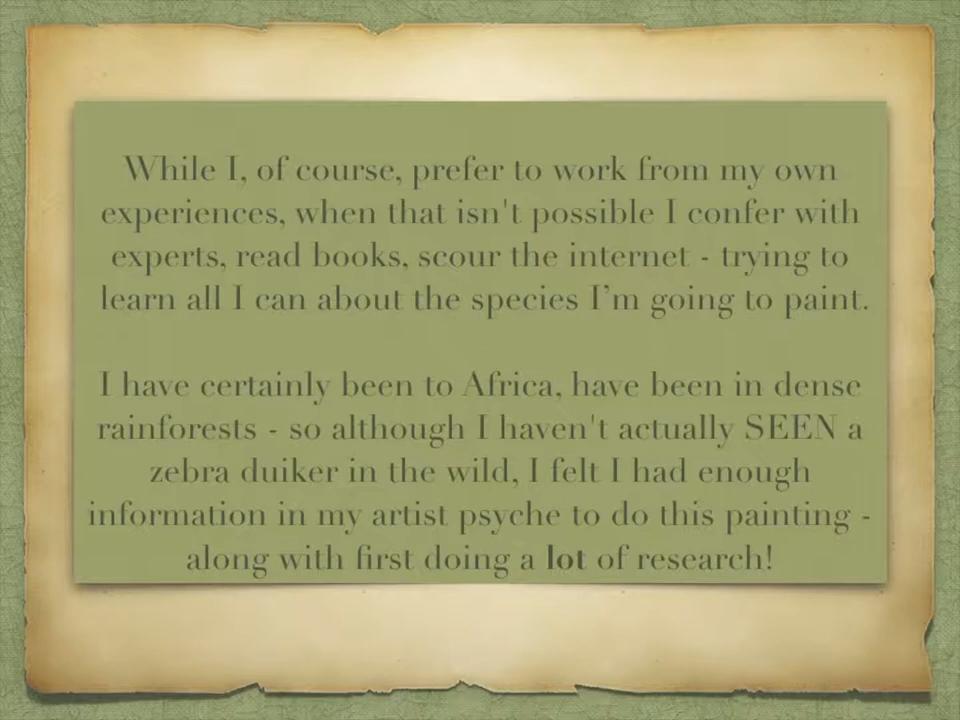 While I, of course, prefer to work from my own
experiences, when that isn't possible I confer with
experts, read books, scour the internet - trying to
learn all I can about the species I’m going to paint.
I have certainly been to Africa, have been in dense
rainforests - so although I haven't actually SEEN a
zebra duiker in the wild, I felt I had enough
information in my artist psyche to do this painting -
along with first doing a lot of research!